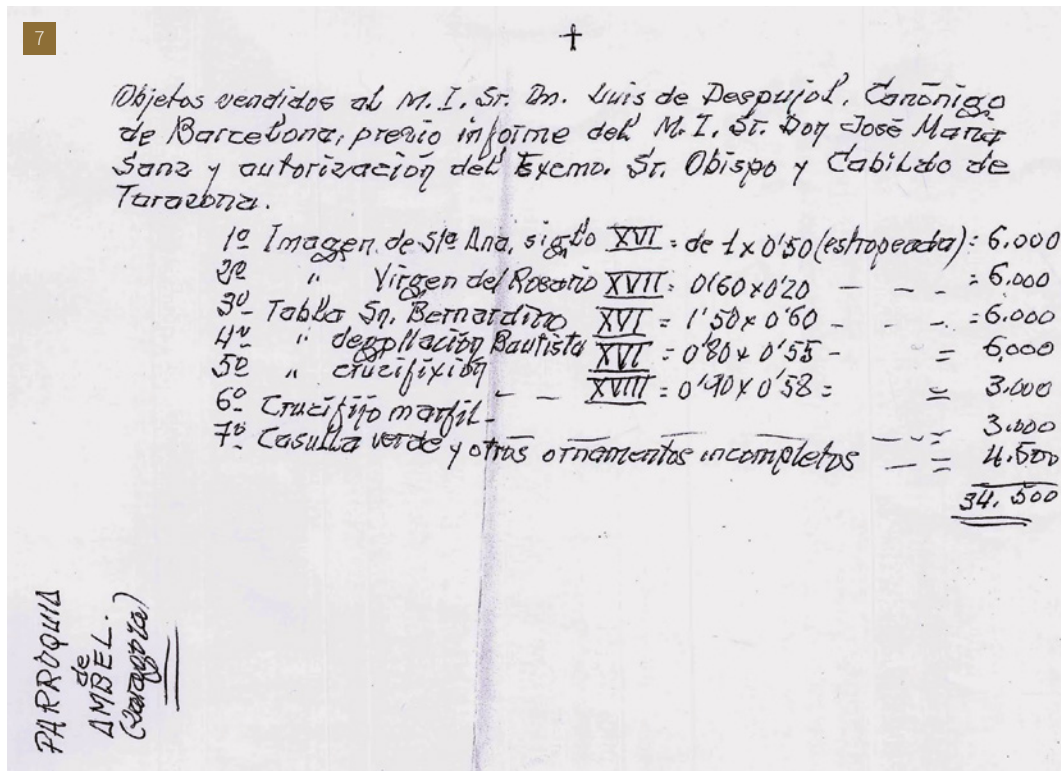 7
Objetos vendidos al M. I. Sr. Dn. Luis de Despujol, Canónigo
de Barcelona, previo informe del M. I. Sr. Don José María
Sanz y autorización del Excmo. Sr. Obispo y Cabildo de
Tarazona.
1º Imagen de Stª Ana, siglo XVI = de 1 x 0'50 (estropeada): 6.000
2º " Virgen del Rosario XVII = 0'60 x 0'20 - - - = 6.000
3º Tabla Sn. Bernardino XVI = 1'50 x 0'60 - - - = 6.000
4º " degollación Bautista XVI = 0'80 x 0'55 - = 6,000
5º " crucifixión XVIII = 0'90 x 0'58 = = 3.000
6º Crucifijo marfil - - - 3.000
7º Casulla verde y otros ornamentos incompletos - - = 4.500
34.500
PARROQUIA
de
AMBEL.
(Zaragoza)